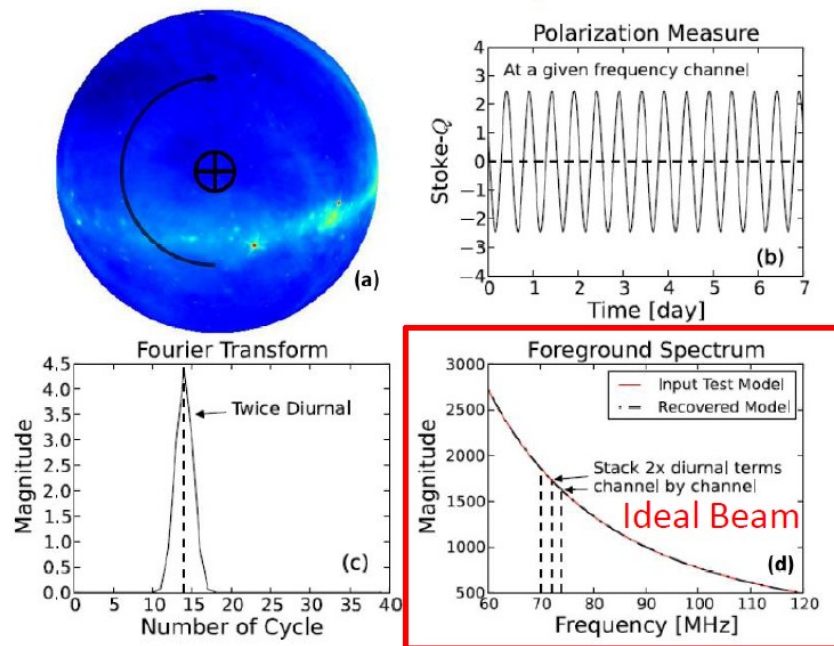 (a)
Polarization Measure
At a given frequency channel
Stoke-Q
4
3
2
1
0
−1
−2
−3
−4
(b)
0 1 2 3 4 5 6 7
Time [day]
Fourier Transform
Twice Diurnal
Magnitude
4.5
4.0
3.5
3.0
2.5
2.0
1.5
1.0
0.5
0.0
(c)
0 5 10 15 20 25 30 35 40
Number of Cycle
Foreground Spectrum
Input Test Model
Recovered Model
Stack 2x diurnal terms
channel by channel
Ideal Beam
Magnitude
3000
2500
2000
1500
1000
500
(d)
60 70 80 90 100 110 120
Frequency [MHz]